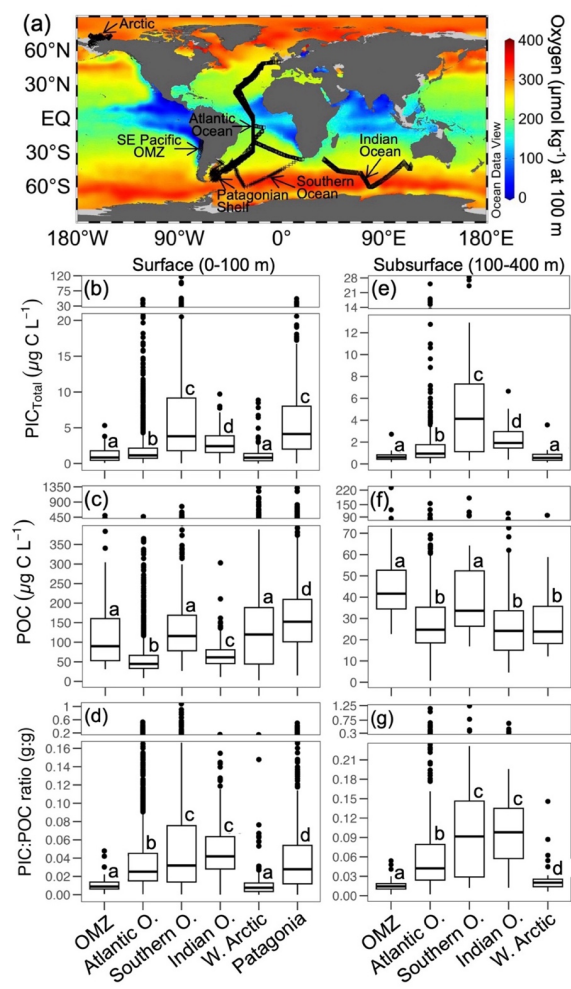 (a)
Arctic
60°N
30°N
EQ
30°S
60°S
Atlantic
Ocean
SE Pacific
OMZ
Indian
Ocean
Patagonian
Shelf
Southern
Ocean
180°W 90°W 0° 90°E 180°E
Ocean Data View
400
300
200
100
0
Oxygen
(μmol kg⁻¹) at 100 m
Surface (0-100 m)
Subsurface (100-400 m)
(b)
PIC_Total (μg C L⁻¹)
120
75
30
20
15
10
5
0
a b c d a c
(e)
28
21
14
12
10
8
6
4
2
0
a b c d a
(c)
POC (μg C L⁻¹)
1350
900
450
350
300
250
200
150
100
50
0
a b a c a d
(f)
220
150
90
70
60
50
40
30
20
10
0
a b a b b
(d)
PIC:POC ratio (g:g)
1
0.6
0.2
0.16
0.14
0.12
0.10
0.08
0.06
0.04
0.02
0.00
a b c c a d
(g)
1.2
0.9
0.6
0.3
0.21
0.18
0.15
0.12
0.09
0.06
0.03
0.00
a b c c d
OMZ
Atlantic O.
Southern O.
Indian O.
W. Arctic
Patagonia
OMZ
Atlantic O.
Southern O.
Indian O.
W. Arctic